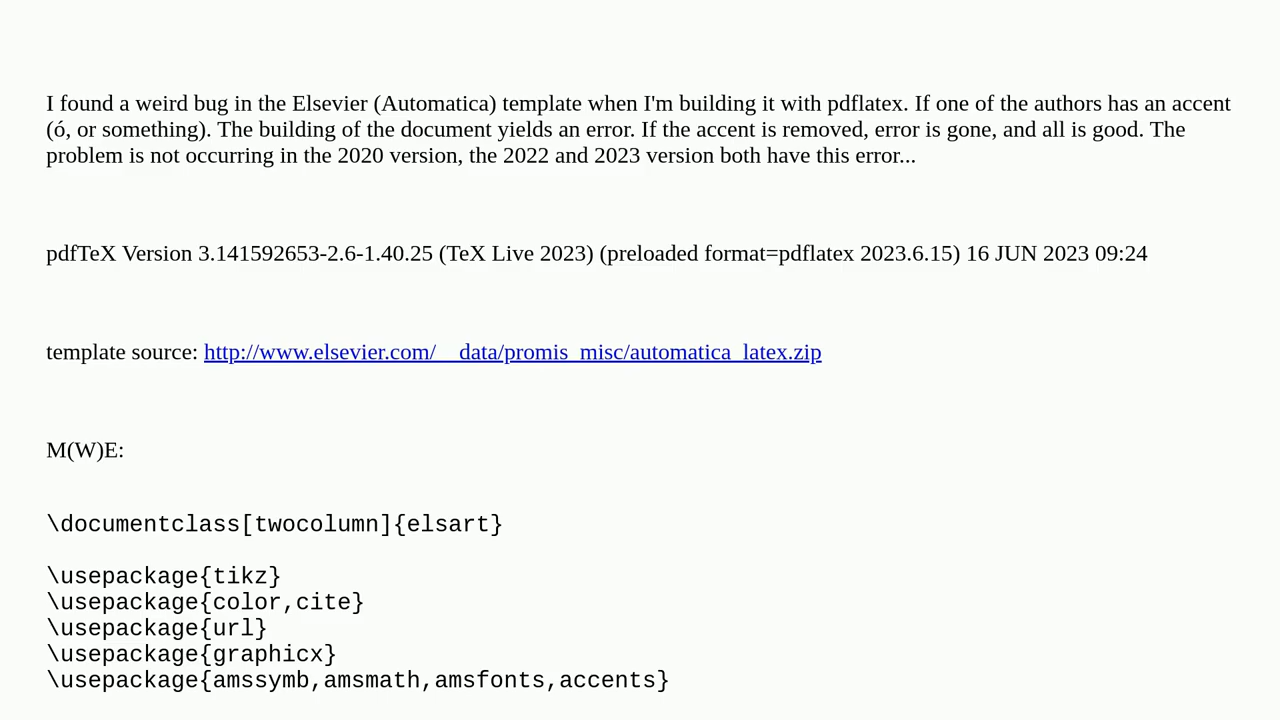 I found a weird bug in the Elsevier (Automatica) template when I'm building it with pdflatex. If one of the authors has an accent
(ó, or something). The building of the document yields an error. If the accent is removed, error is gone, and all is good. The
problem is not occurring in the 2020 version, the 2022 and 2023 version both have this error...
pdfTeX Version 3.141592653-2.6-1.40.25 (TeX Live 2023) (preloaded format=pdflatex 2023.6.15) 16 JUN 2023 09:24
template source: http://www.elsevier.com/__data/promis_misc/automatica_latex.zip
M(W)E:
\documentclass[twocolumn]{elsart}
\usepackage{tikz}
\usepackage{color,cite}
\usepackage{url}
\usepackage{graphicx}
\usepackage{amssymb,amsmath,amsfonts,accents}